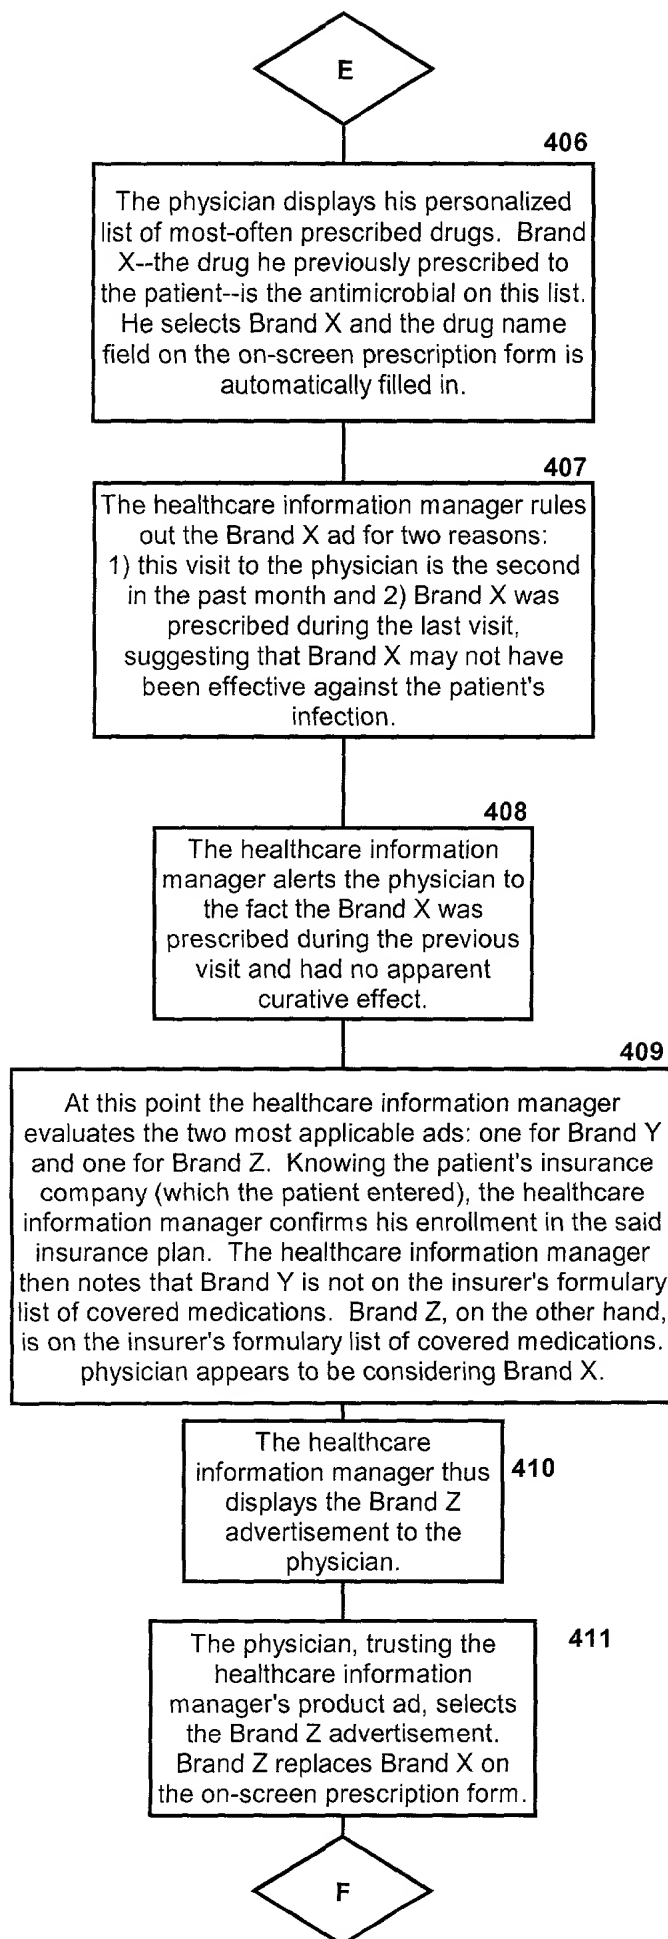 E
406
The physician displays his personalized
list of most-often prescribed drugs. Brand
X--the drug he previously prescribed to
the patient--is the antimicrobial on this list.
He selects Brand X and the drug name
field on the on-screen prescription form is
automatically filled in.
407
The healthcare information manager rules
out the Brand X ad for two reasons:
1) this visit to the physician is the second
in the past month and 2) Brand X was
prescribed during the last visit,
suggesting that Brand X may not have
been effective against the patient's
infection.
408
The healthcare information
manager alerts the physician to
the fact the Brand X was
prescribed during the previous
visit and had no apparent
curative effect.
409
At this point the healthcare information manager
evaluates the two most applicable ads: one for Brand Y
and one for Brand Z. Knowing the patient's insurance
company (which the patient entered), the healthcare
information manager confirms his enrollment in the said
insurance plan. The healthcare information manager
then notes that Brand Y is not on the insurer's formulary
list of covered medications. Brand Z, on the other hand,
is on the insurer's formulary list of covered medications.
physician appears to be considering Brand X.
The healthcare
information manager thus
displays the Brand Z
advertisement to the
physician.
410
The physician, trusting the
healthcare information
manager's product ad, selects
the Brand Z advertisement.
Brand Z replaces Brand X on
the on-screen prescription form.
411
F